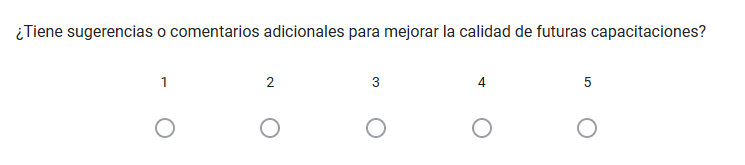 ¿Tiene sugerencias o comentarios adicionales para mejorar la calidad de futuras capacitaciones?
1 2 3 4 5